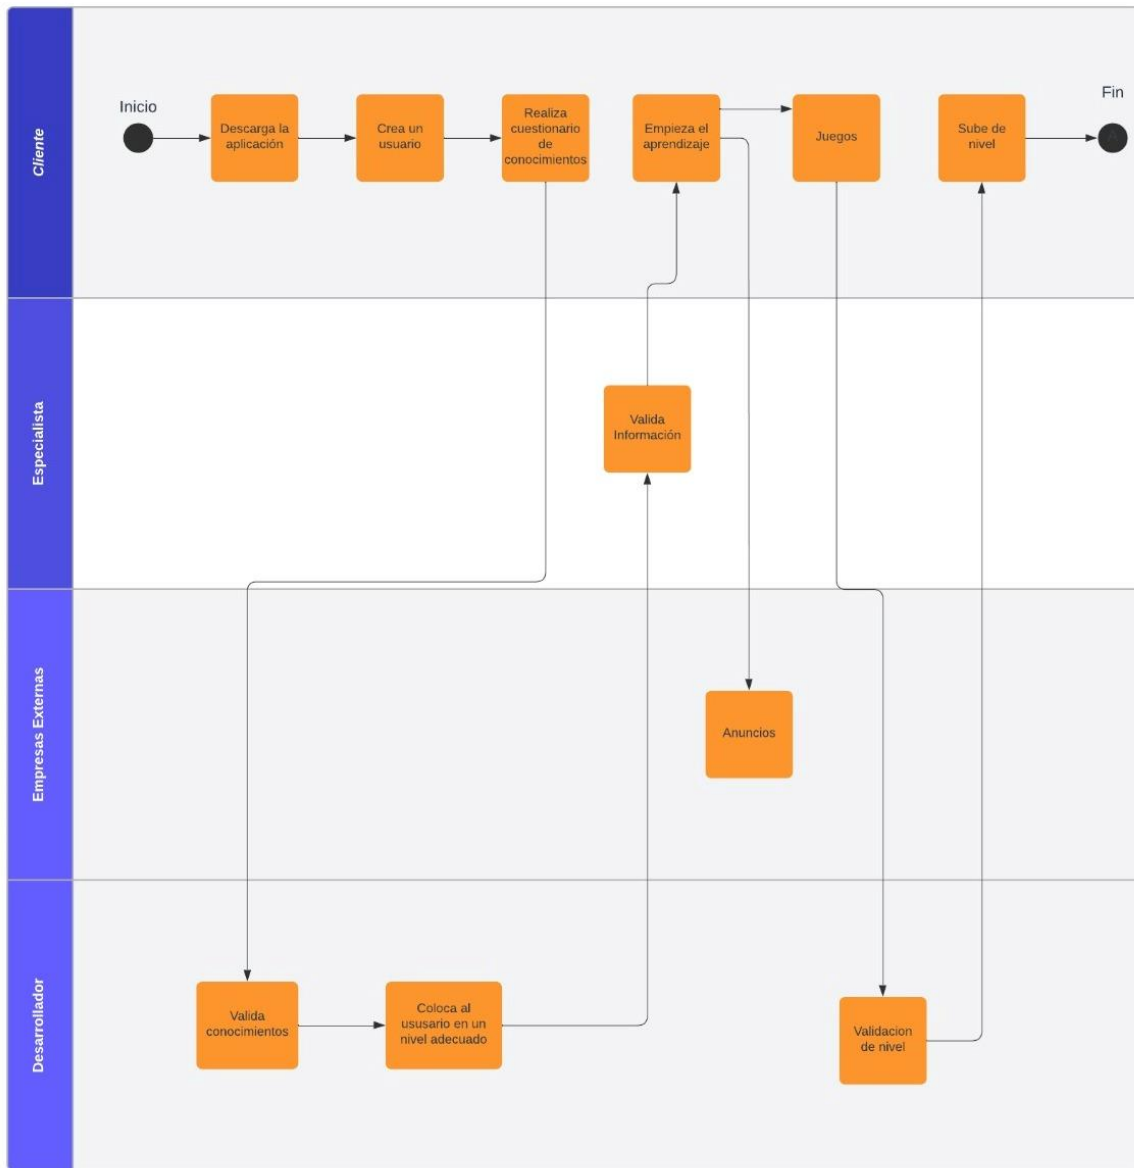 Cliente
Inicio
Descarga la
aplicación
Crea un
usuario
Realiza
cuestionario
de
conocimientos
Empieza el
aprendizaje
Juegos
Sube de
nivel
Fin
A
Especialista
Valida
Información
Empresas Externas
Anuncios
Desarrollador
Valida
conocimientos
Coloca al
ususario en un
nivel adecuado
Validacion
de nivel